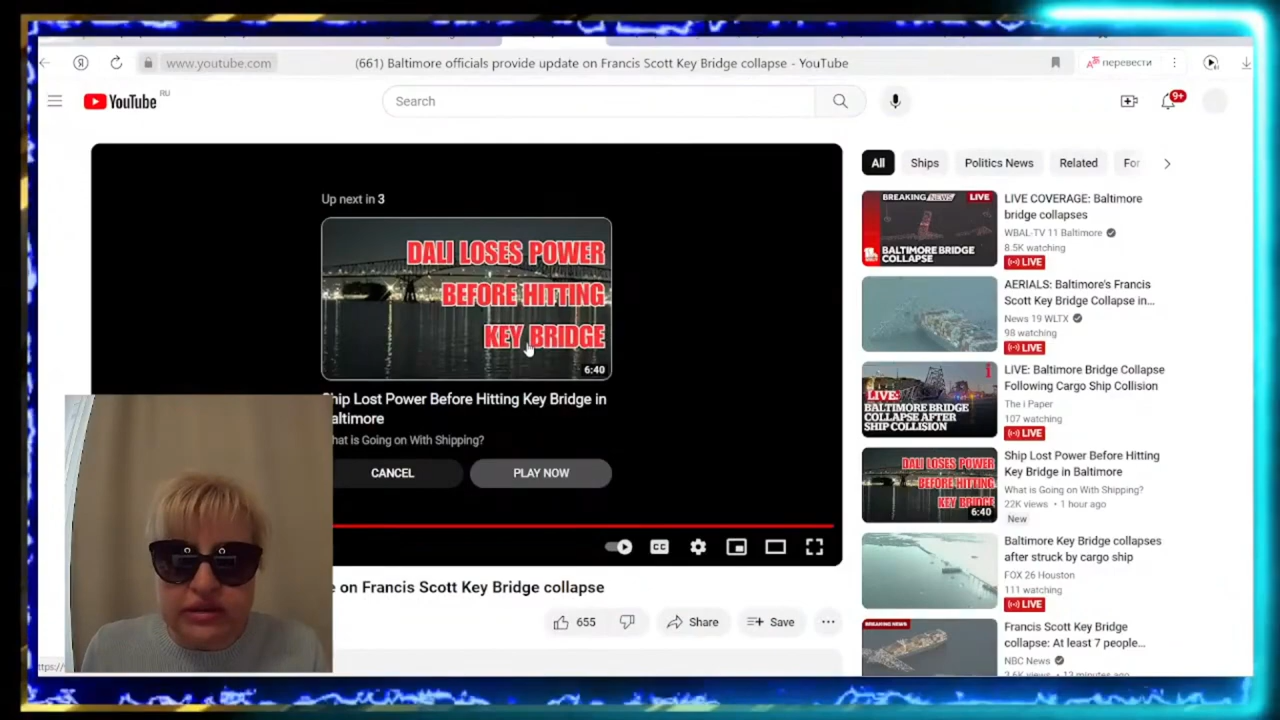 www.youtube.com
(661) Baltimore officials provide update on Francis Scott Key Bridge collapse - YouTube
перевести
YouTube
RU
Search
9+
Up next in 3
DALI LOSES POWER
BEFORE HITTING
KEY BRIDGE
6:40
Ship Lost Power Before Hitting Key Bridge in
altimore
hat is Going on With Shipping?
CANCEL
PLAY NOW
CC
e on Francis Scott Key Bridge collapse
655
Share
Save
All
Ships
Politics News
Related
For
BREAKING NEWS
LIVE
BALTIMORE BRIDGE
COLLAPSE
LIVE COVERAGE: Baltimore
bridge collapses
WBAL-TV 11 Baltimore
8.5K watching
LIVE
AERIALS: Baltimore's Francis
Scott Key Bridge Collapse in...
News 19 WLTX
98 watching
LIVE
LIVE:
BALTIMORE BRIDGE
COLLAPSE AFTER
SHIP COLLISION
LIVE: Baltimore Bridge Collapse
Following Cargo Ship Collision
The i Paper
107 watching
LIVE
DALI LOSES POWER
BEFORE HITTING
KEY BRIDGE
6:40
Ship Lost Power Before Hitting
Key Bridge in Baltimore
What is Going on With Shipping?
22K views • 1 hour ago
New
Baltimore Key Bridge collapses
after struck by cargo ship
FOX 26 Houston
111 watching
LIVE
BREAKING NEWS
Francis Scott Key Bridge
collapse: At least 7 people...
NBC News
3.6K views • 13 minutes ago
https://